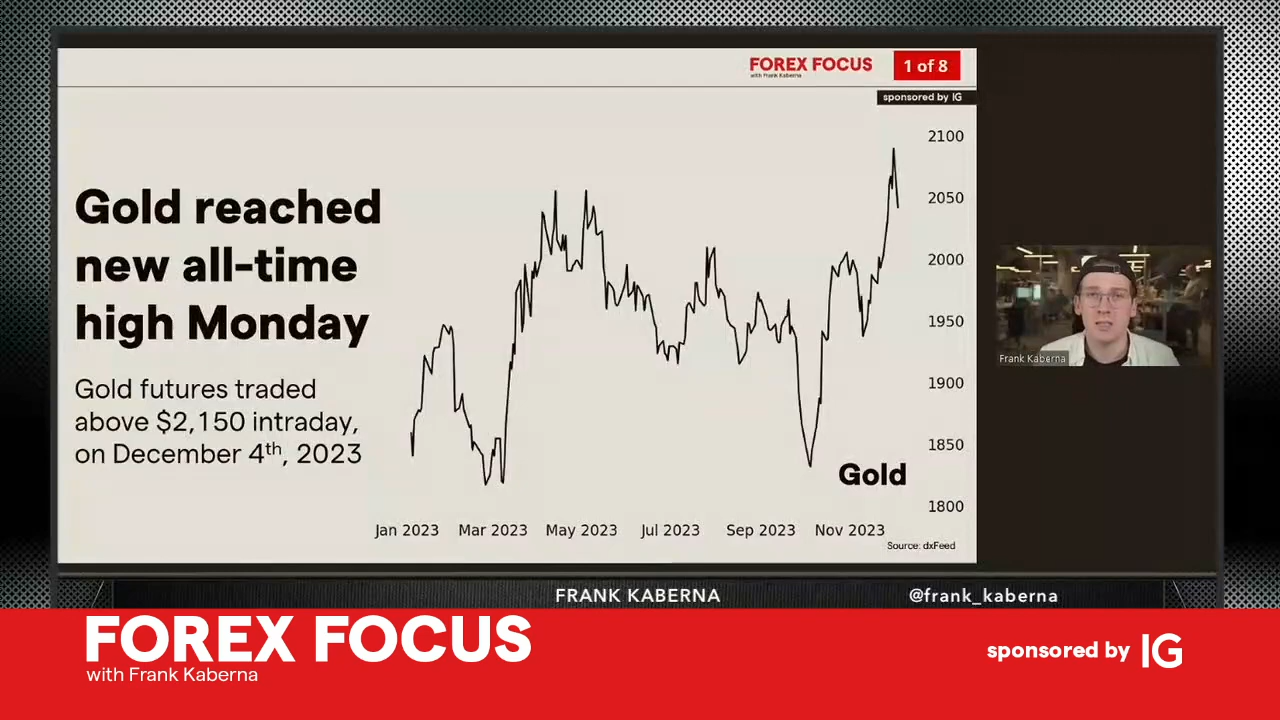 FOREX FOCUS
with Frank Kaberna
1 of 8
sponsored by IG
Gold reached
new all-time
high Monday
Gold futures traded
above $2,150 intraday,
on December 4th, 2023
2100
2050
2000
1950
1900
1850
1800
Gold
Jan 2023 Mar 2023 May 2023 Jul 2023 Sep 2023 Nov 2023
Source: dxFeed
Frank Kaberna
FRANK KABERNA @frank_kaberna
FOREX FOCUS
with Frank Kaberna
sponsored by IG